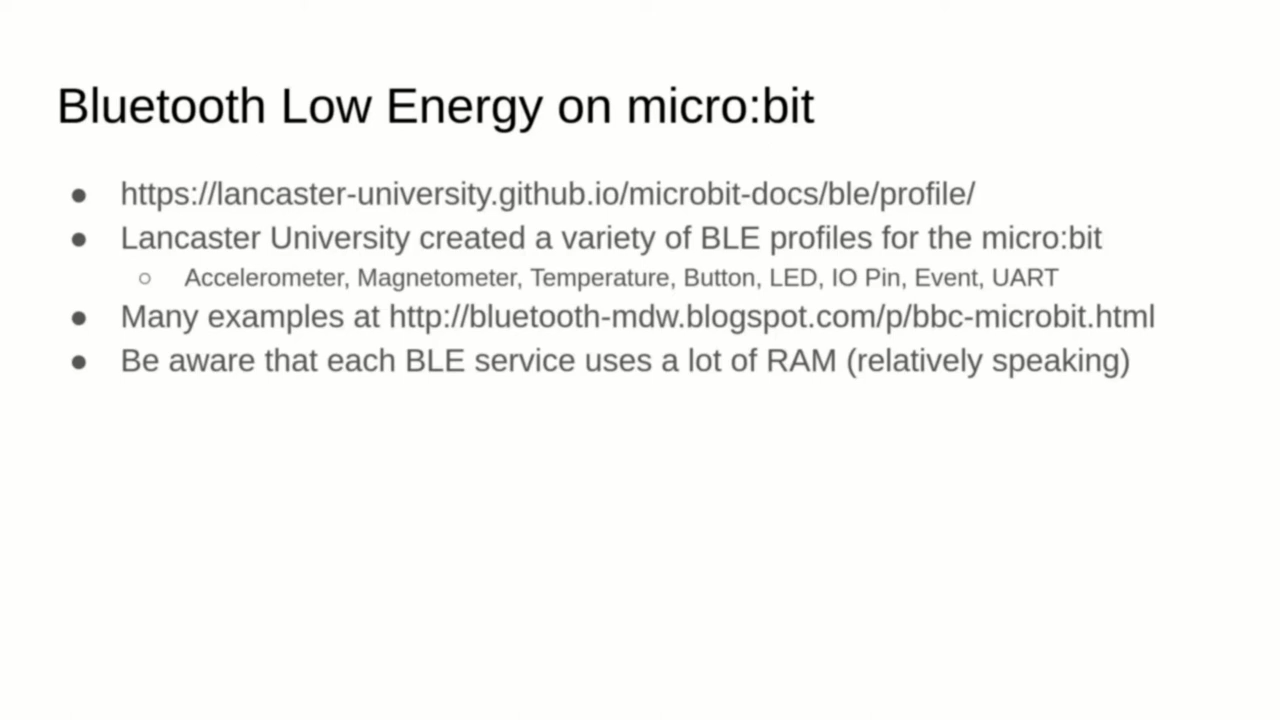 Bluetooth Low Energy on micro:bit
● https://lancaster-university.github.io/microbit-docs/ble/profile/
● Lancaster University created a variety of BLE profiles for the micro:bit
○ Accelerometer, Magnetometer, Temperature, Button, LED, IO Pin, Event, UART
● Many examples at http://bluetooth-mdw.blogspot.com/p/bbc-microbit.html
● Be aware that each BLE service uses a lot of RAM (relatively speaking)